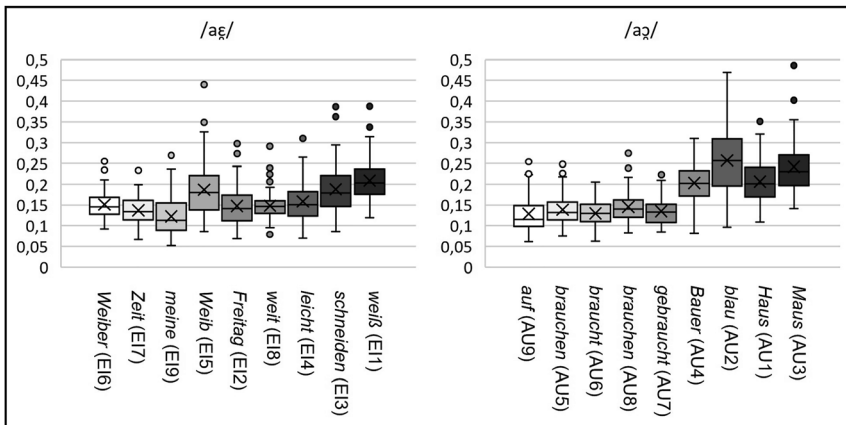 /aɛ̯/
0,5
0,45
0,4
0,35
0,3
0,25
0,2
0,15
0,1
0,05
0
Weiber (EI6)
Zeit (EI7)
meine (EI9)
Weib (EI5)
Freitag (EI2)
weit (EI8)
leicht (EI4)
schneiden (EI3)
weiß (EI1)
/aɔ̯/
0,5
0,45
0,4
0,35
0,3
0,25
0,2
0,15
0,1
0,05
0
auf (AU9)
brauchen (AU5)
braucht (AU6)
brauchen (AU8)
gebraucht (AU7)
Bauer (AU4)
blau (AU2)
Haus (AU1)
Maus (AU3)